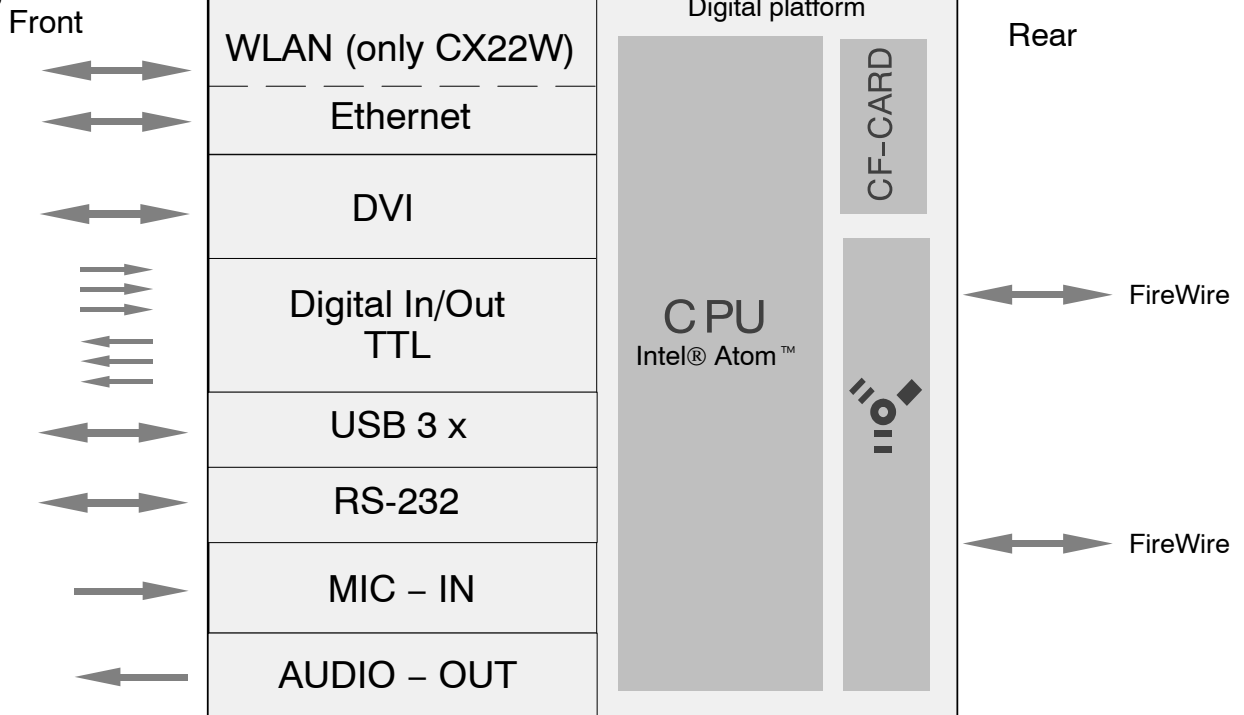 Front
WLAN (only CX22W)
Ethernet
DVI
Digital In/Out
TTL
USB 3 x
RS-232
MIC – IN
AUDIO – OUT
Digital platform
CPU
Intel® Atom™
CF–CARD
Rear
FireWire
FireWire